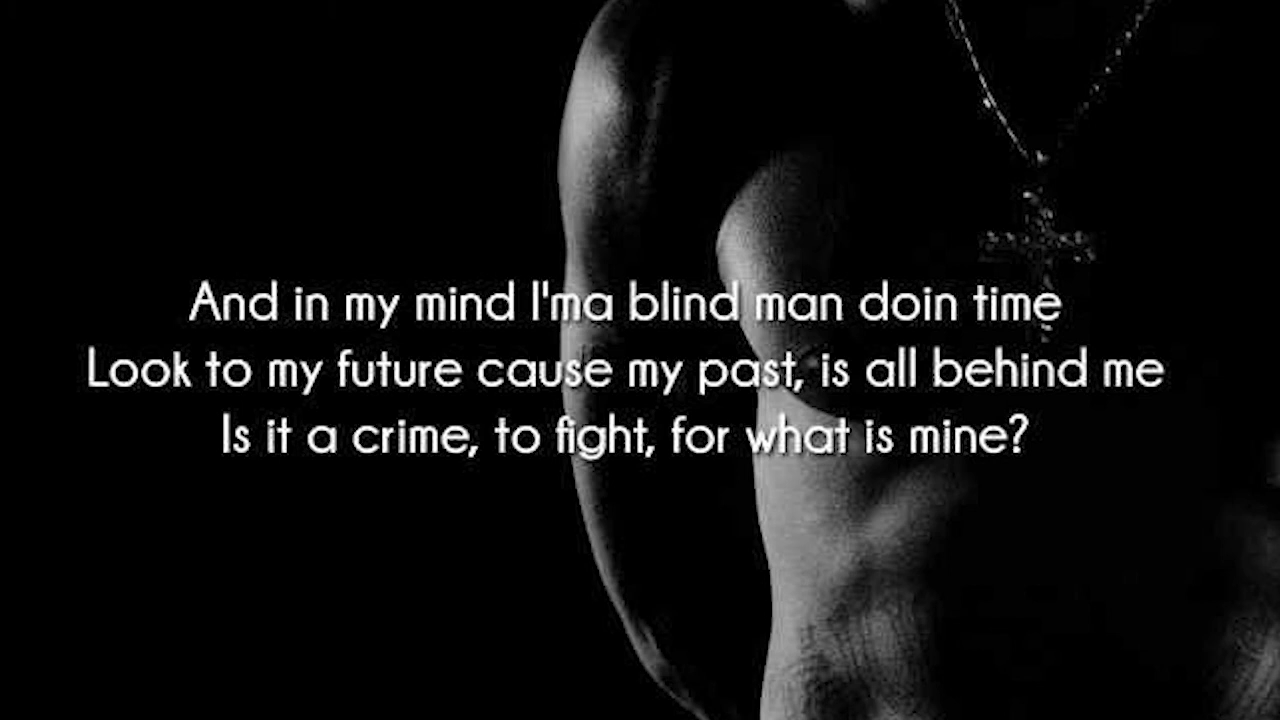 And in my mind I'ma blind man doin time
Look to my future cause my past, is all behind me
Is it a crime, to fight, for what is mine?